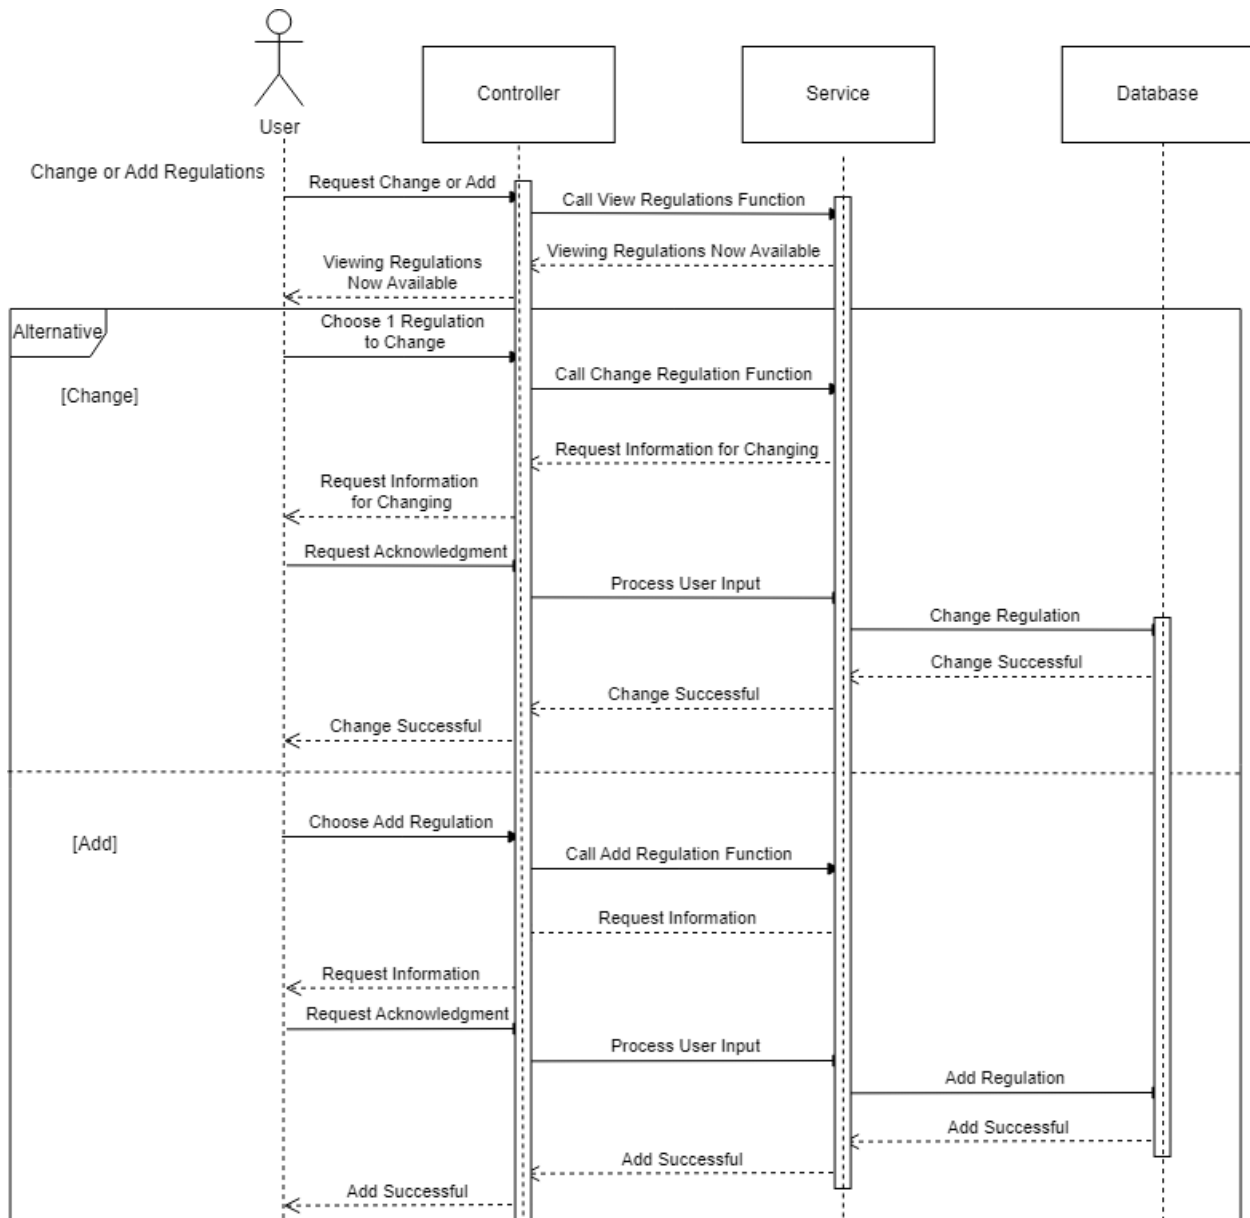 User
Controller
Service
Database
Change or Add Regulations
Request Change or Add
Call View Regulations Function
Viewing Regulations Now Available
Viewing Regulations
Now Available
Alternative
Choose 1 Regulation
to Change
[Change]
Call Change Regulation Function
Request Information for Changing
Request Information
for Changing
Request Acknowledgment
Process User Input
Change Regulation
Change Successful
Change Successful
Change Successful
[Add]
Choose Add Regulation
Call Add Regulation Function
Request Information
Request Information
Request Acknowledgment
Process User Input
Add Regulation
Add Successful
Add Successful
Add Successful